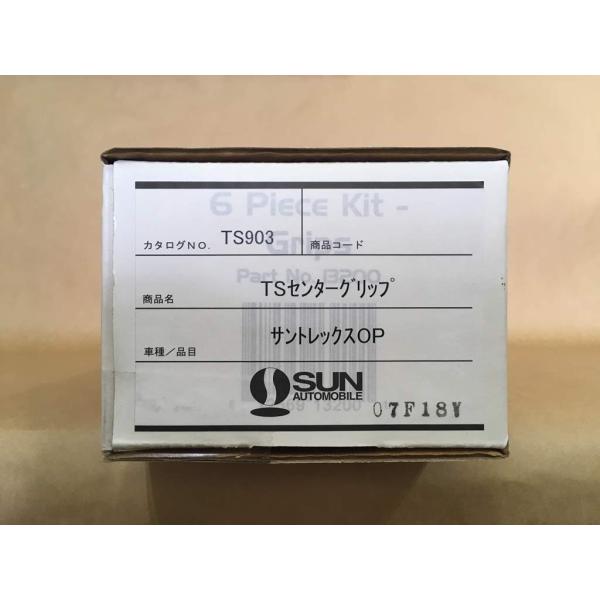 6 Piece Kit -
Grips
Part No. 13200
カタログNO. TS903 商品コード
商品名 TSセンターグリップ
車種／品目 サントレックスOP
SUN
AUTOMOBILE
13200
07F18V